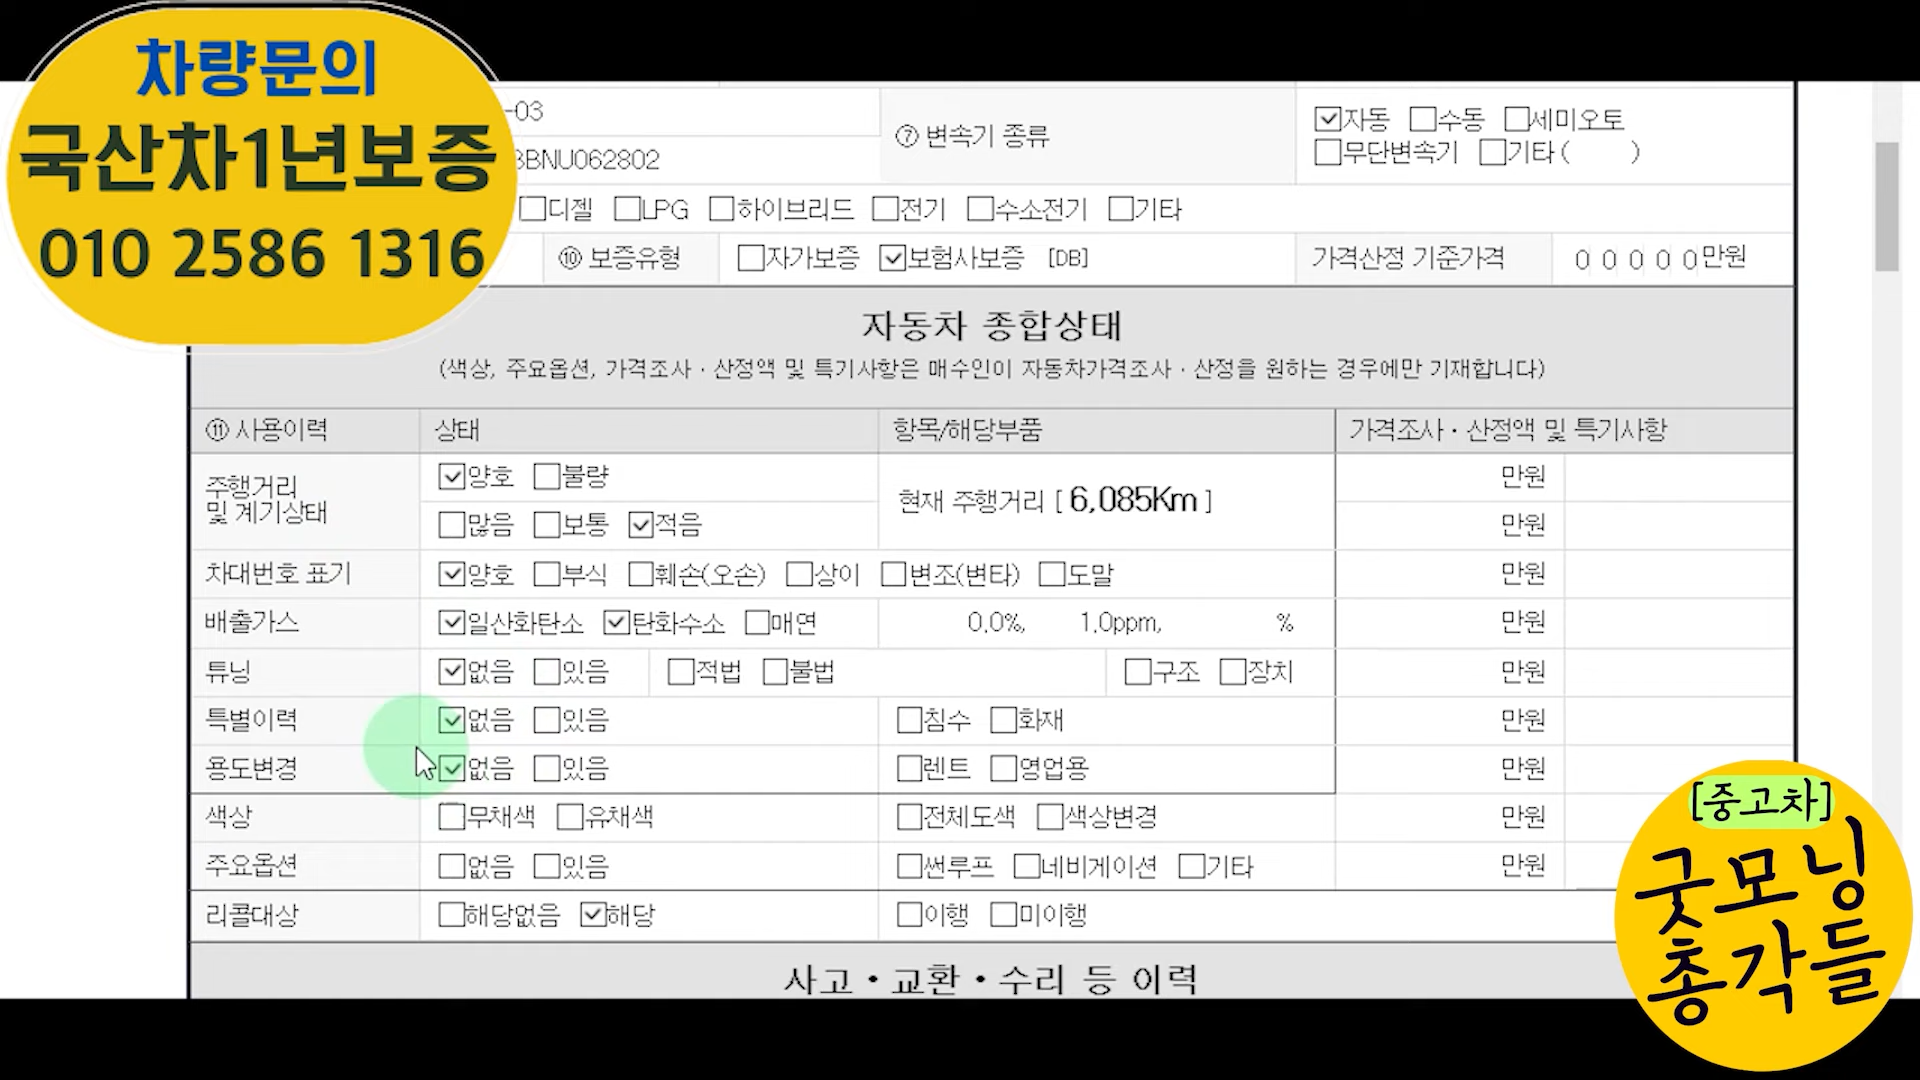 차량문의
국산차1년보증
010 2586 1316
-03
BNU062802
⑦ 변속기 종류
자동 수동 세미오토
무단변속기 기타 ( )
디젤 LPG 하이브리드 전기 수소전기 기타
⑩ 보증유형 자가보증 보험사보증 [DB] 가격산정 기준가격 0 0 0 0 0 만원
자동차 종합상태
(색상, 주요옵션, 가격조사 · 산정액 및 특기사항은 매수인이 자동차가격조사 · 산정을 원하는 경우에만 기재합니다)
⑪ 사용이력 상태 항목/해당부품 가격조사 · 산정액 및 특기사항
주행거리
및 계기상태
양호 불량
많음 보통 적음
현재 주행거리 [ 6,085Km ]
만원
만원
차대번호 표기 양호 부식 훼손(오손) 상이 변조(변타) 도말 만원
배출가스 일산화탄소 탄화수소 매연 0.0%, 1.0ppm, % 만원
튜닝 없음 있음 적법 불법 구조 장치 만원
특별이력 없음 있음 침수 화재 만원
용도변경 없음 있음 렌트 영업용 만원
색상 무채색 유채색 전체도색 색상변경 만원
주요옵션 없음 있음 썬루프 네비게이션 기타 만원
리콜대상 해당없음 해당 이행 미이행
사고 · 교환 · 수리 등 이력
[중고차]
굿모닝
총각들